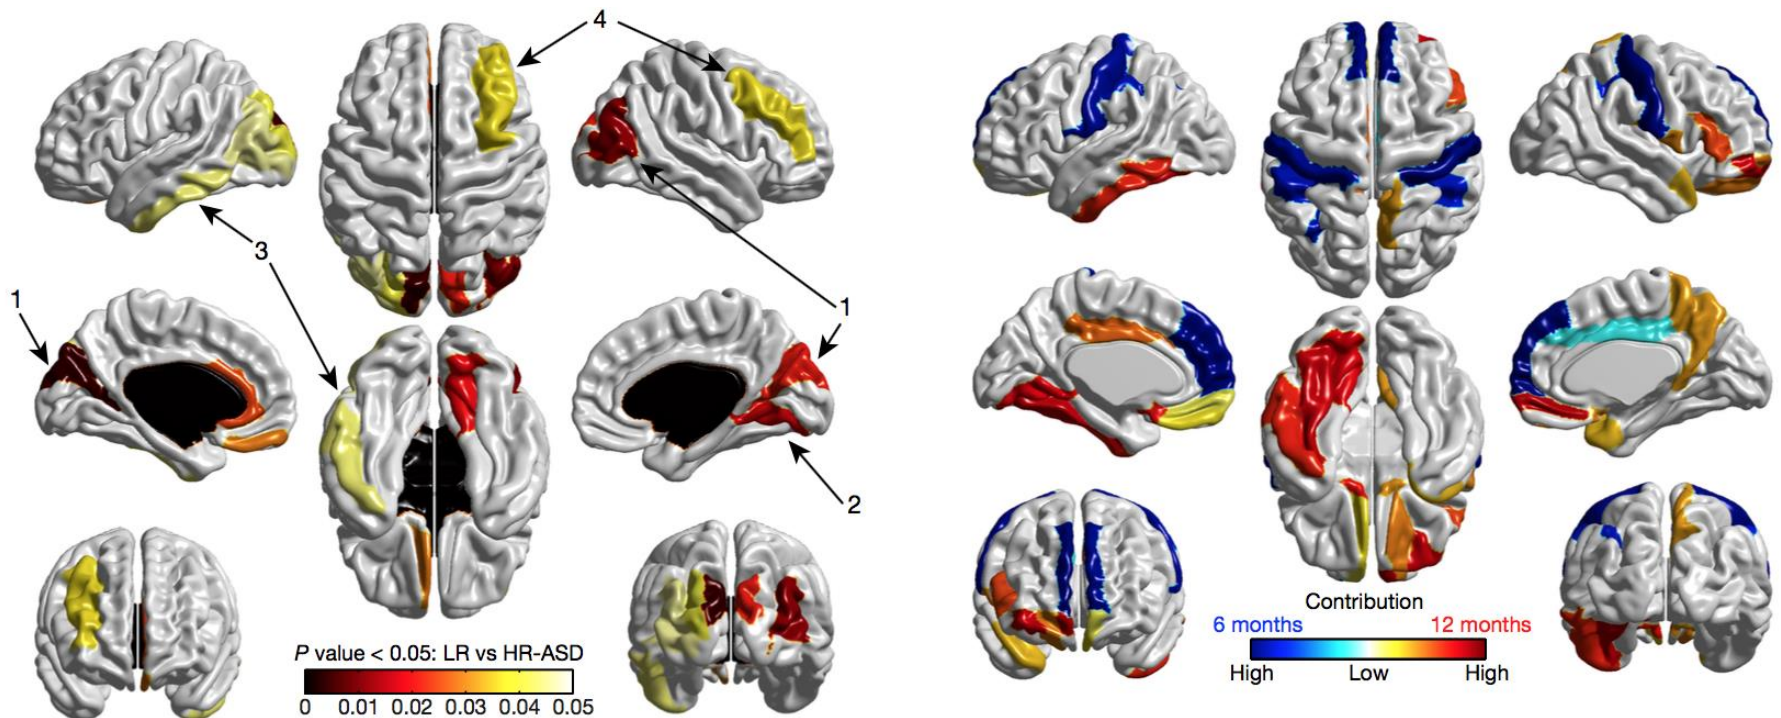 4
3
1
1
2
P value < 0.05: LR vs HR-ASD
0 0.01 0.02 0.03 0.04 0.05
Contribution
6 months 12 months
High Low High